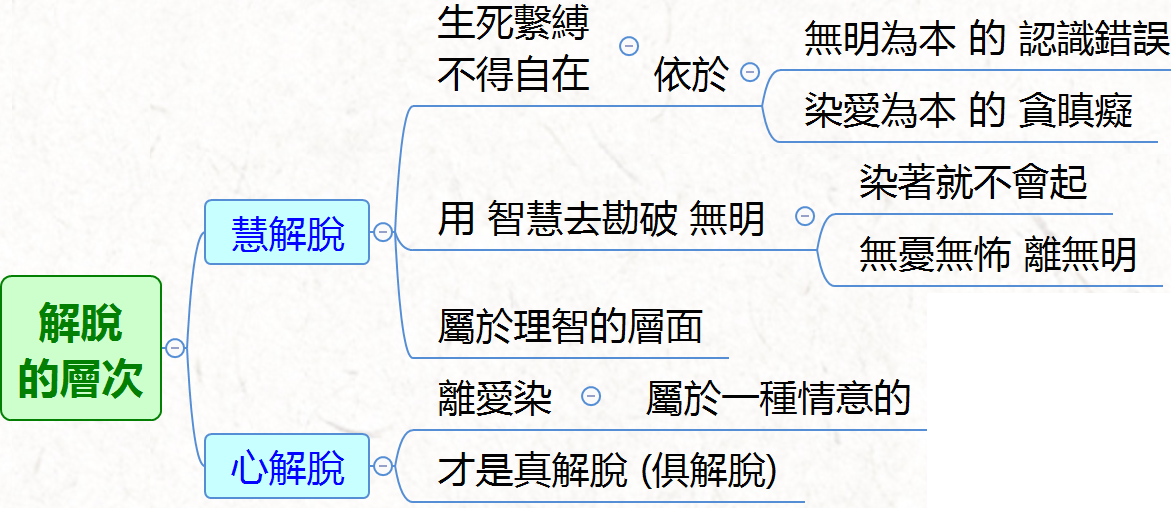 解脫
的層次
慧解脫
生死繫縛
不得自在
依於
無明為本 的 認識錯誤
染愛為本 的 貪瞋癡
用 智慧去勘破 無明
染著就不會起
無憂無怖 離無明
屬於理智的層面
心解脫
離愛染
屬於一種情意的
才是真解脫 (俱解脫)